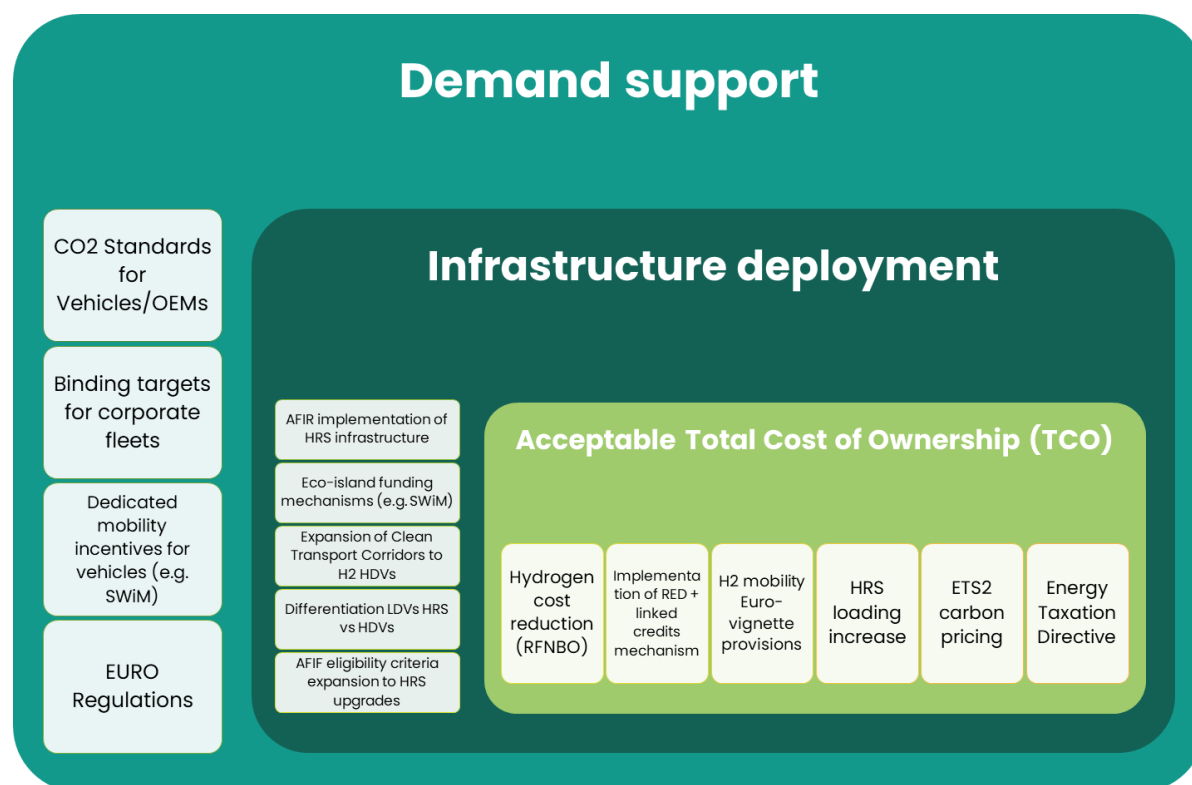 Demand support
CO2 Standards
for
Vehicles/OEMs
Binding targets
for corporate
fleets
Dedicated
mobility
incentives for
vehicles (e.g.
SWiM)
EURO
Regulations
Infrastructure deployment
AFIR implementation of
HRS infrastructure
Eco-island funding
mechanisms (e.g. SWiM)
Expansion of Clean
Transport Corridors to
H2 HDVs
Differentiation LDVs HRS
vs HDVs
AFIF eligibility criteria
expansion to HRS
upgrades
Acceptable Total Cost of Ownership (TCO)
Hydrogen
cost
reduction
(RFNBO)
Implementa
tion of RED +
linked
credits
mechanism
H2 mobility
Euro-
vignette
provisions
HRS
loading
increase
ETS2
carbon
pricing
Energy
Taxation
Directive